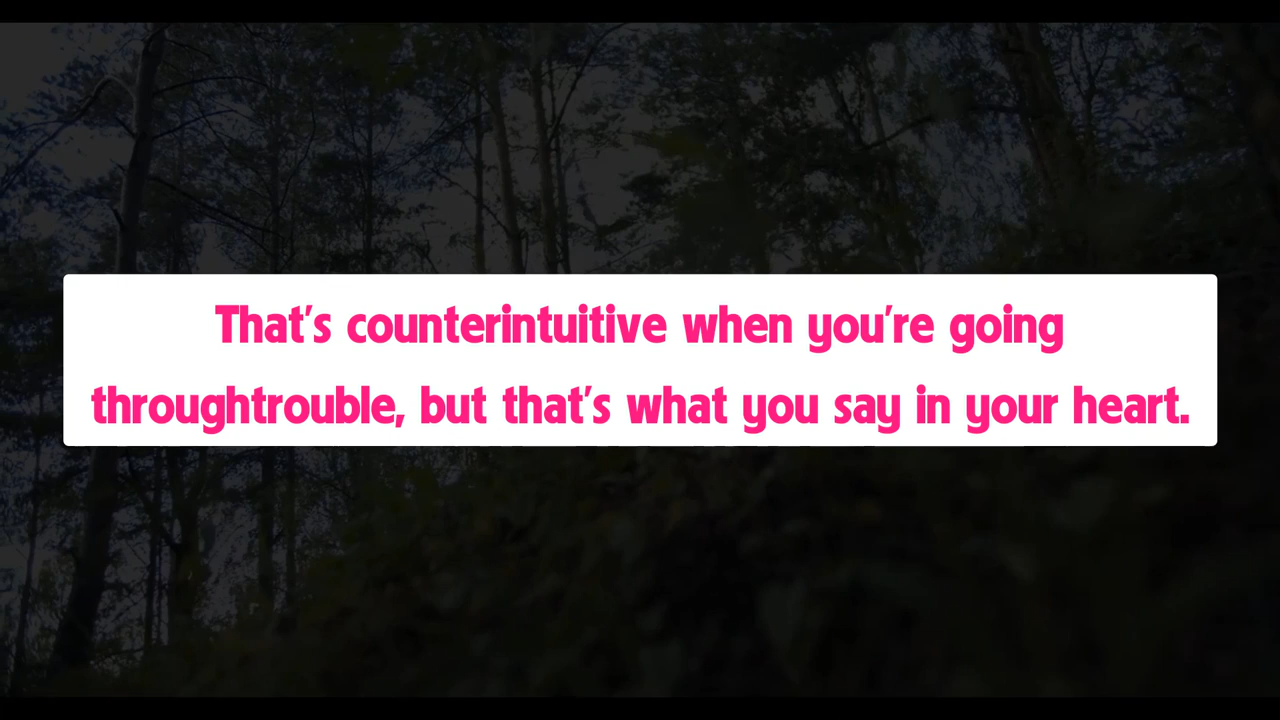 That's counterintuitive when you're going
throughtrouble, but that's what you say in your heart.